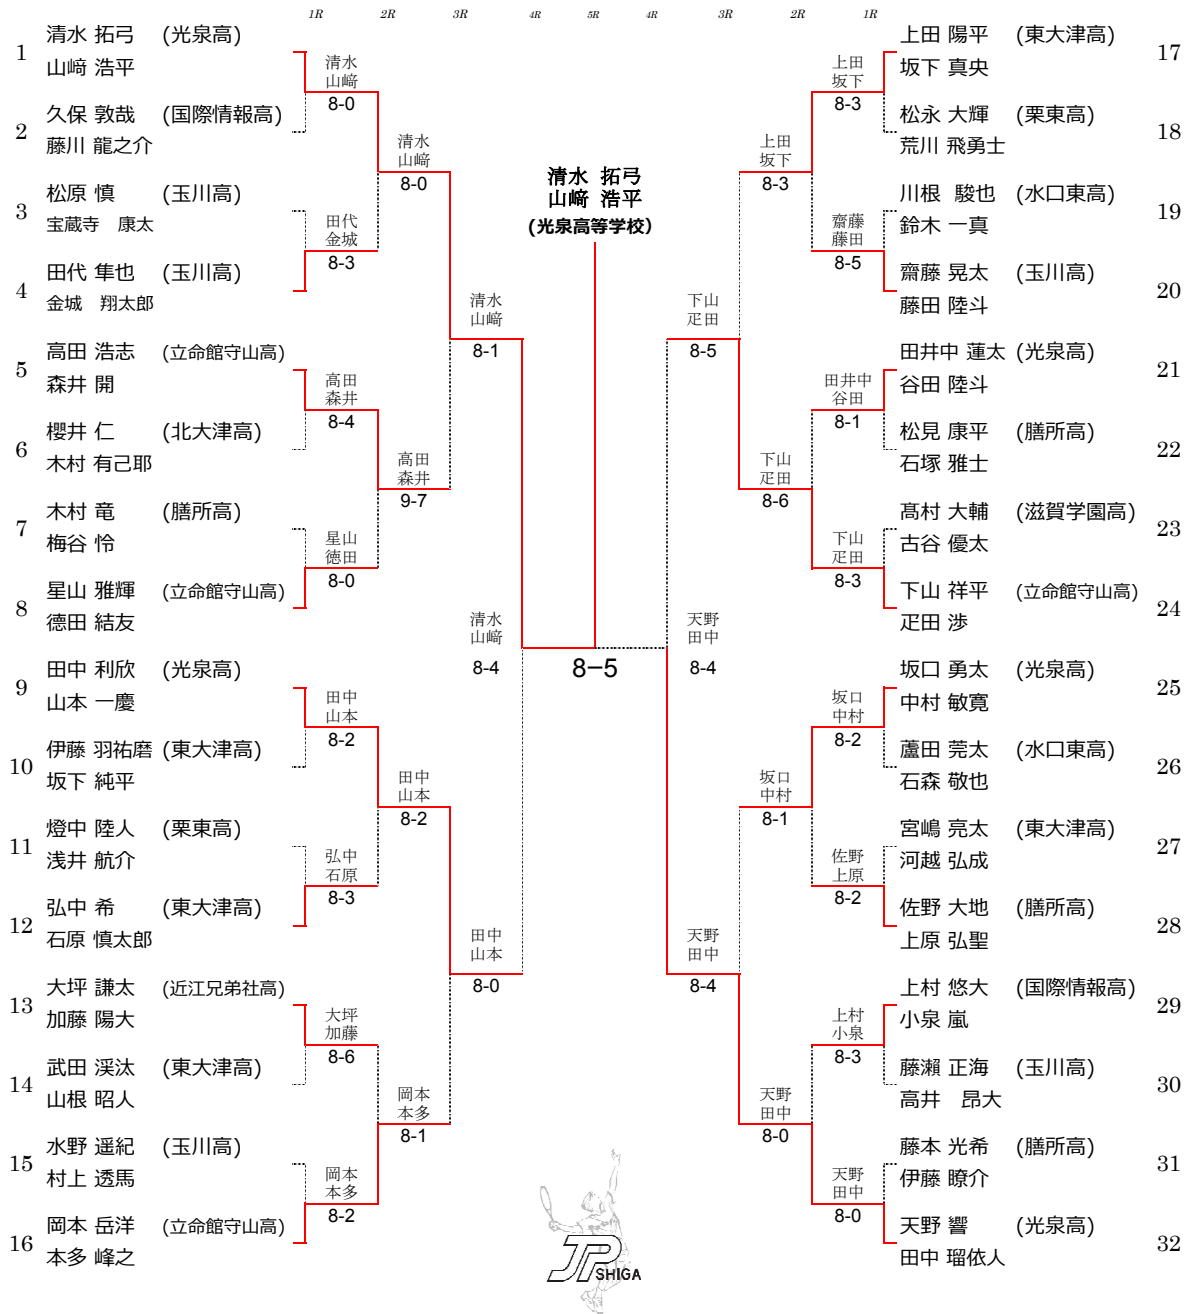 1R 2R 3R 4R 5R 4R 3R 2R 1R
1 清水 拓弓 (光泉高)
山﨑 浩平
2 久保 敦哉 (国際情報高)
藤川 龍之介
3 松原 慎 (玉川高)
宝蔵寺 康太
4 田代 隼也 (玉川高)
金城 翔太郎
5 高田 浩志 (立命館守山高)
森井 開
6 櫻井 仁 (北大津高)
木村 有己耶
7 木村 竜 (膳所高)
梅谷 怜
8 星山 雅輝 (立命館守山高)
德田 結友
9 田中 利欣 (光泉高)
山本 一慶
10 伊藤 羽祐磨 (東大津高)
坂下 純平
11 燈中 陸人 (栗東高)
浅井 航介
12 弘中 希 (東大津高)
石原 慎太郎
13 大坪 謙太 (近江兄弟社高)
加藤 陽大
14 武田 渓汰 (東大津高)
山根 昭人
15 水野 遥紀 (玉川高)
村上 透馬
16 岡本 岳洋 (立命館守山高)
本多 峰之
清水
山﨑
8-0
田代
金城
8-3
高田
森井
8-4
星山
徳田
8-0
田中
山本
8-2
弘中
石原
8-3
大坪
加藤
8-6
岡本
本多
8-2
清水
山﨑
8-0
高田
森井
9-7
田中
山本
8-2
岡本
本多
8-1
清水
山﨑
8-1
田中
山本
8-0
清水
山﨑
8-4
清水 拓弓
山﨑 浩平
(光泉高等学校)
8-5
天野
田中
8-4
下山
疋田
8-5
天野
田中
8-4
上田
坂下
8-3
下山
疋田
8-6
坂口
中村
8-1
天野
田中
8-0
上田
坂下
8-3
齋藤
藤田
8-5
田井中
谷田
8-1
下山
疋田
8-3
坂口
中村
8-2
佐野
上原
8-2
上村
小泉
8-3
天野
田中
8-0
上田 陽平 (東大津高) 17
坂下 真央
松永 大輝 (栗東高) 18
荒川 飛勇士
川根 駿也 (水口東高) 19
鈴木 一真
齋藤 晃太 (玉川高) 20
藤田 陸斗
田井中 蓮太 (光泉高) 21
谷田 陸斗
松見 康平 (膳所高) 22
石塚 雅士
髙村 大輔 (滋賀学園高) 23
古谷 優太
下山 祥平 (立命館守山高) 24
疋田 渉
坂口 勇太 (光泉高) 25
中村 敏寛
蘆田 莞太 (水口東高) 26
石森 敬也
宮嶋 亮太 (東大津高) 27
河越 弘成
佐野 大地 (膳所高) 28
上原 弘聖
上村 悠大 (国際情報高) 29
小泉 嵐
藤瀬 正海 (玉川高) 30
高井 昂大
藤本 光希 (膳所高) 31
伊藤 瞭介
天野 響 (光泉高) 32
田中 瑠依人
JP
SHIGA